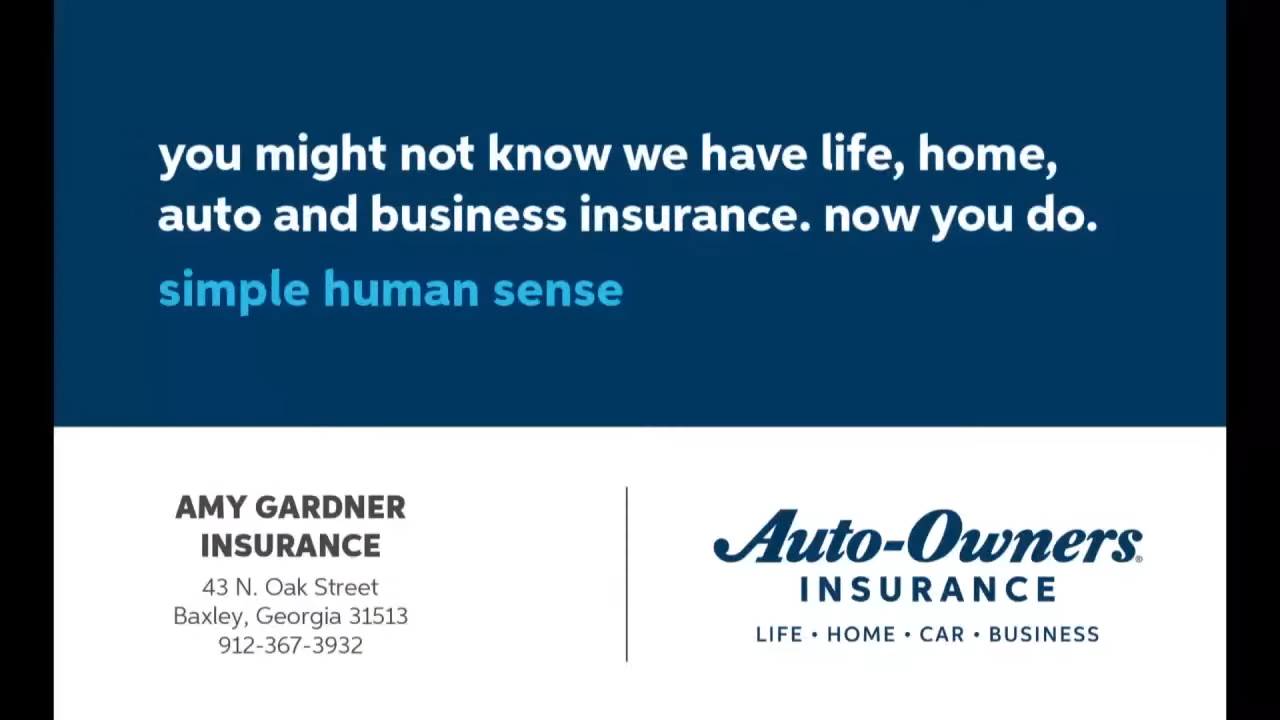 you might not know we have life, home,
auto and business insurance. now you do.
simple human sense
AMY GARDNER
INSURANCE
43 N. Oak Street
Baxley, Georgia 31513
912-367-3932
Auto-Owners®
INSURANCE
LIFE • HOME • CAR • BUSINESS